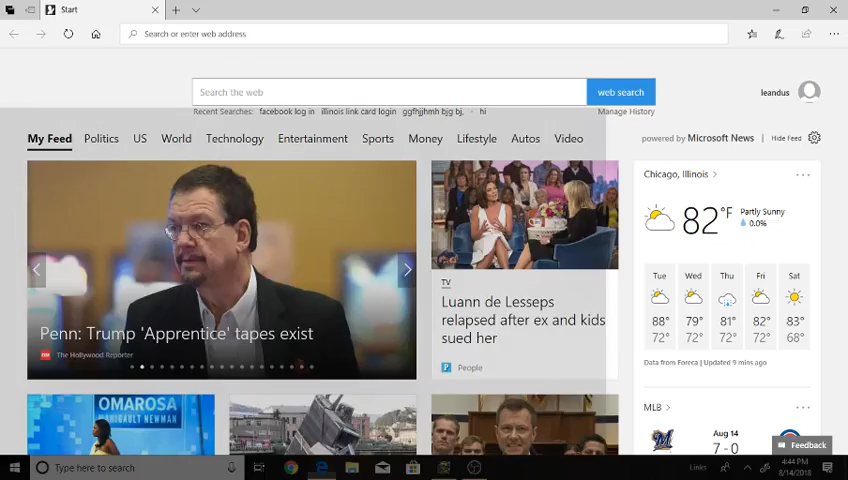 Start
Search or enter web address
Search the web
web search
leandus
Recent Searches: facebook log in illinois link card login ggfhjjhmh bjg bj, hi
Manage History
My Feed Politics US World Technology Entertainment Sports Money Lifestyle Autos Video
powered by Microsoft News
Hide Feed
Penn: Trump 'Apprentice' tapes exist
The Hollywood Reporter
TV
Luann de Lesseps
relapsed after ex and kids
sued her
People
Chicago, Illinois
82°F
Partly Sunny
0.0%
Tue Wed Thu Fri Sat
88° 79° 81° 82° 83°
72° 72° 72° 72° 68°
Data from Foreca | Updated 9 mins ago
OMAROSA
MANIGAULT NEWMAN
MLB
Aug 14
7 - 0
Feedback
Type here to search
Links
4:44 PM
8/14/2018